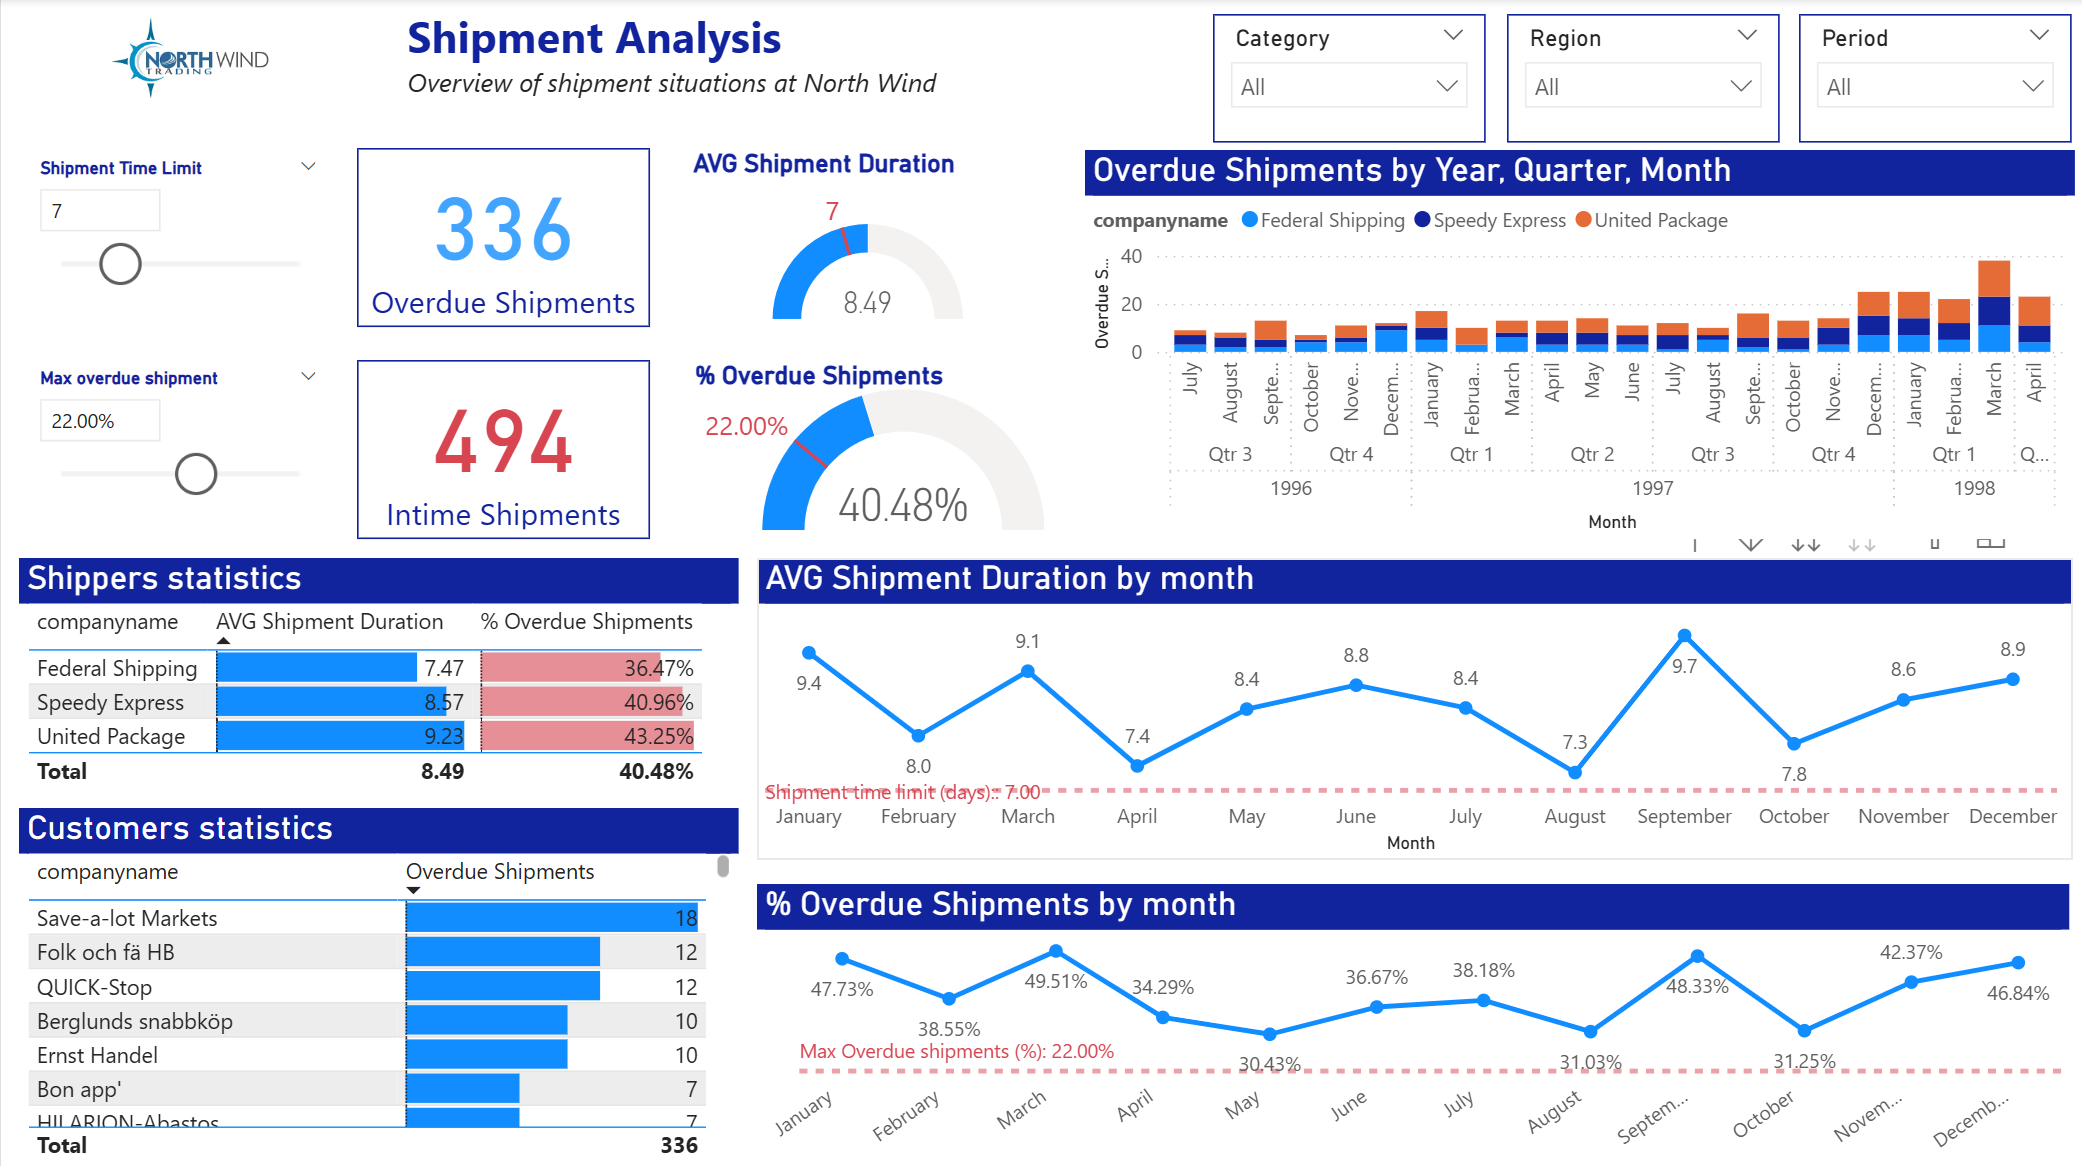 NORTH WIND
TRADING
Shipment Analysis
Overview of shipment situations at North Wind
Category
All
Region
All
Period
All
Shipment Time Limit
7
336
Overdue Shipments
AVG Shipment Duration
7
8.49
Max overdue shipment
22.00%
494
Intime Shipments
% Overdue Shipments
22.00%
40.48%
Overdue Shipments by Year, Quarter, Month
companyname Federal Shipping Speedy Express United Package
Overdue S...
40
20
0
July August Septe... October Nove... Decem... January Februa... March April May June July August Septe... October Nove... Decem... January Februa... March April
Qtr 3 Qtr 4 Qtr 1 Qtr 2 Qtr 3 Qtr 4 Qtr 1 Q...
1996 1997 1998
Month
Shippers statistics
companyname AVG Shipment Duration % Overdue Shipments
Federal Shipping 7.47 36.47%
Speedy Express 8.57 40.96%
United Package 9.23 43.25%
Total 8.49 40.48%
Customers statistics
companyname Overdue Shipments
Save-a-lot Markets 18
Folk och fä HB 12
QUICK-Stop 12
Berglunds snabbköp 10
Ernst Handel 10
Bon app' 7
HILARION-Abastos 7
Total 336
AVG Shipment Duration by month
9.4 8.0 9.1 7.4 8.4 8.8 8.4 7.3 9.7 7.8 8.6 8.9
Shipment time limit (days):: 7.00
January February March April May June July August September October November December
Month
% Overdue Shipments by month
47.73% 38.55% 49.51% 34.29% 30.43% 36.67% 38.18% 31.03% 48.33% 31.25% 42.37% 46.84%
Max Overdue shipments (%): 22.00%
January February March April May June July August Septem... October Novem... Decemb...